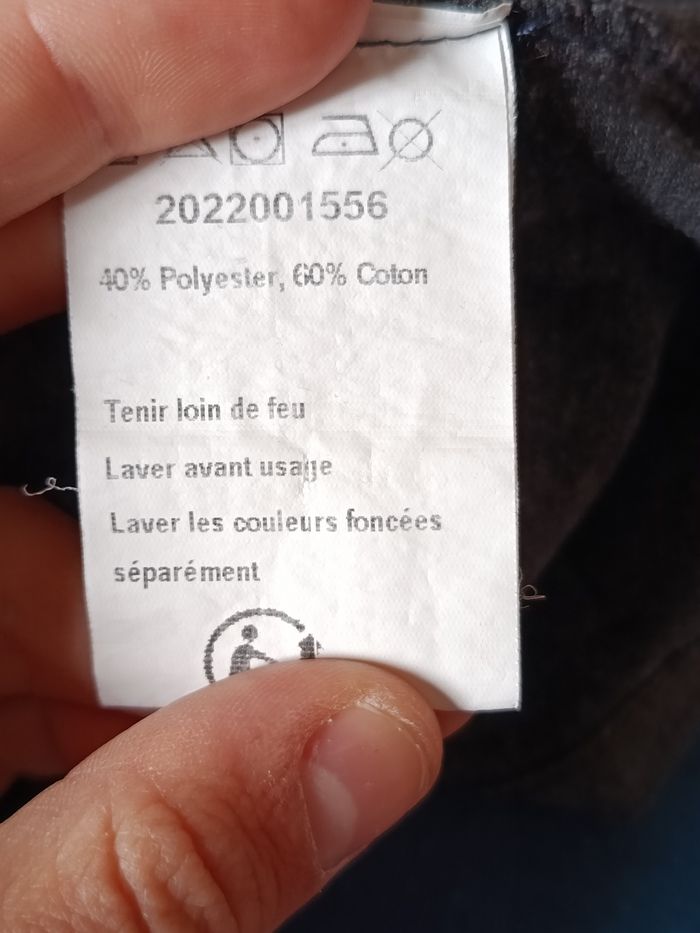 2022001556
40% Polyester, 60% Coton
Tenir loin de feu
Laver avant usage
Laver les couleurs foncées
séparément